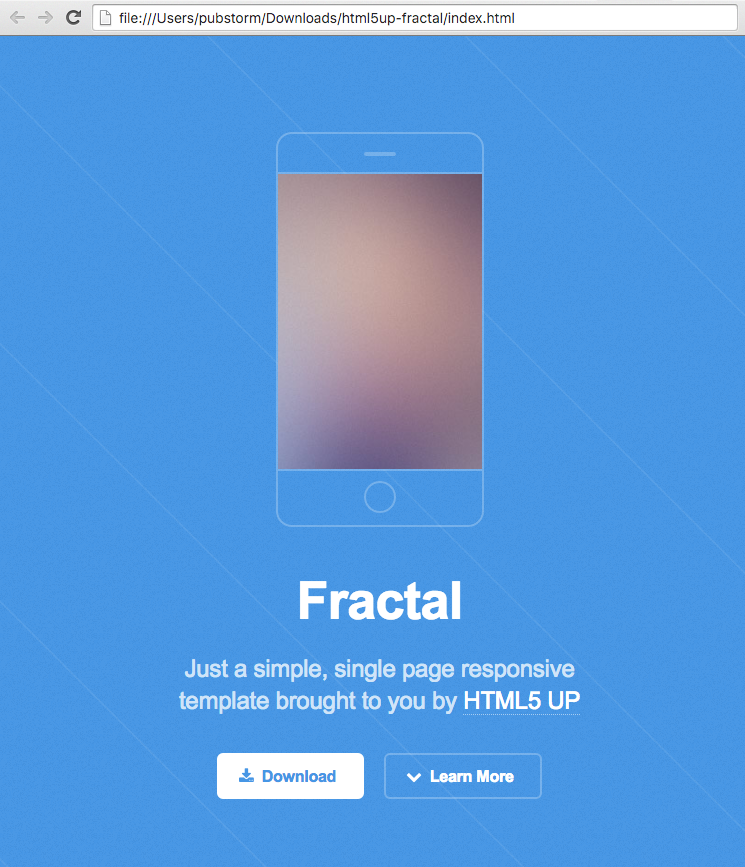 file:///Users/pubstorm/Downloads/html5up-fractal/index.html
Fractal
Just a simple, single page responsive
template brought to you by HTML5 UP
Download
Learn More